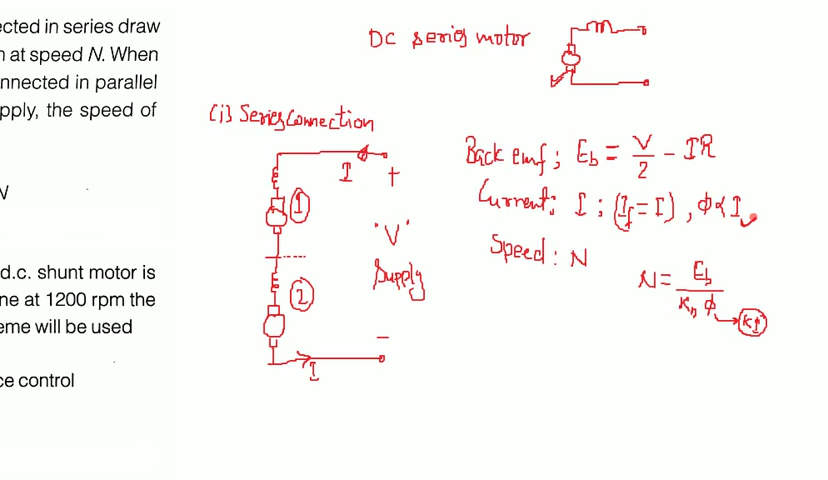 ected in series draw
n at speed N. When
nnected in parallel
pply, the speed of
N
d.c. shunt motor is
ne at 1200 rpm the
eme will be used
ce control
DC series motor
(i) Series Connection
I
+
1
'V'
Supply
2
−
I
Back emf; Eb = V/2 − IR
Current; I ; (If = I), φ∝I
Speed: N
N = Eb/Kn φ → KI